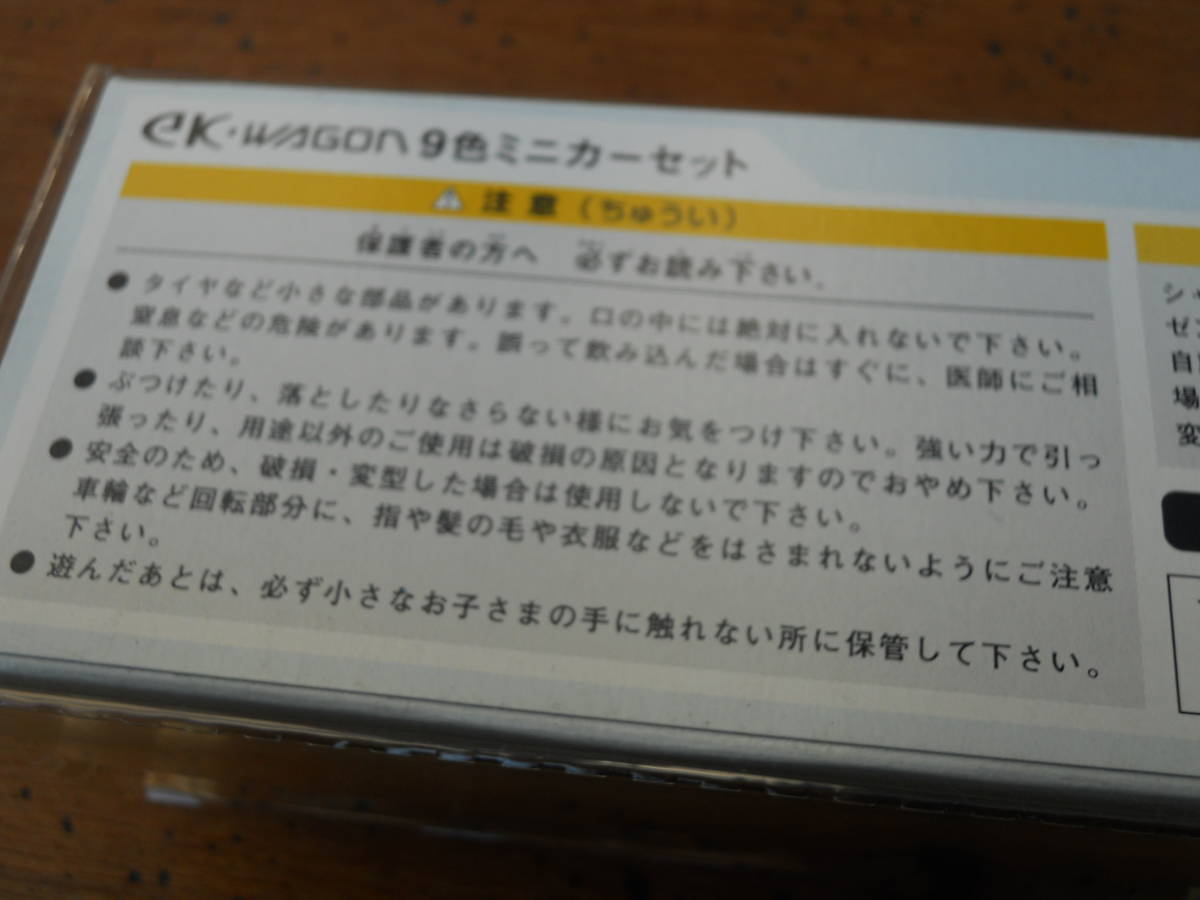 eK・WAGON 9色ミニカーセット
注意（ちゅうい）
保護者の方へ 必ずお読み下さい。
●タイヤなど小さな部品があります。口の中には絶対に入れないで下さい。
窒息などの危険があります。誤って飲み込んだ場合はすぐに、医師にご相
談下さい。
●ぶつけたり、落としたりなさらない様にお気をつけ下さい。強い力で引っ
張ったり、用途以外のご使用は破損の原因となりますのでおやめ下さい。
●安全のため、破損・変型した場合は使用しないで下さい。
車輪など回転部分に、指や髪の毛や衣服などをはさまれないようにご注意
下さい。
●遊んだあとは、必ず小さなお子さまの手に触れない所に保管して下さい。
シ
ゼ
自
場
変